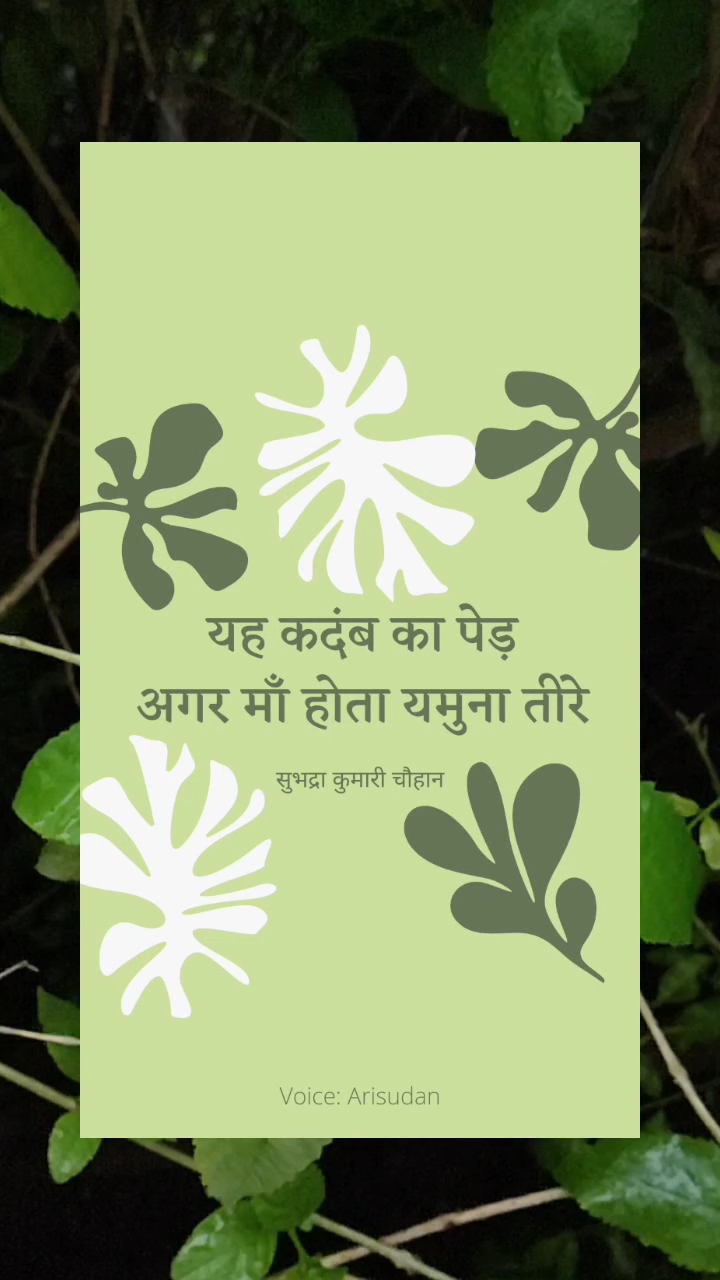 यह कदंब का पेड़
अगर माँ होता यमुना तीरे
सुभद्रा कुमारी चौहान
Voice: Arisudan